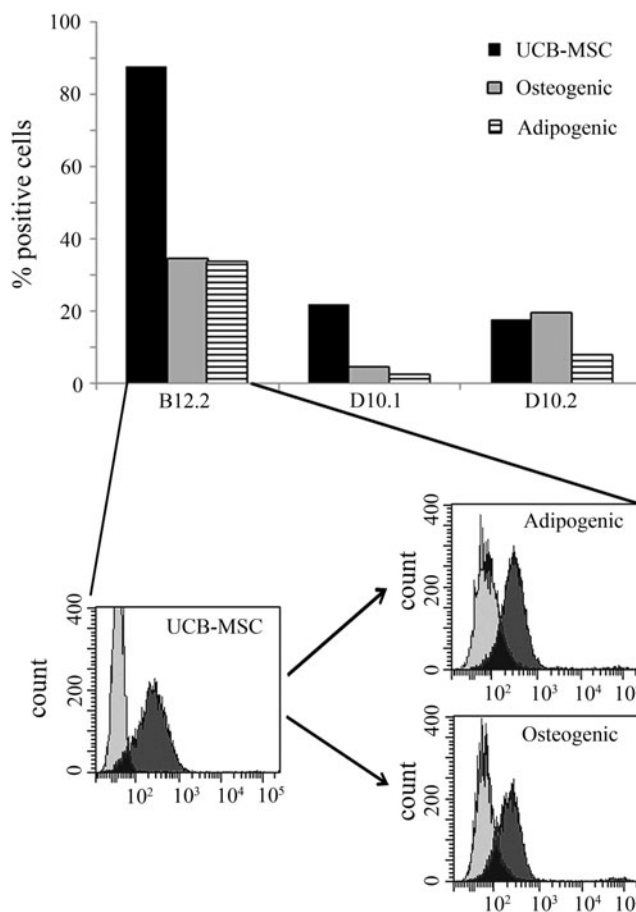 100
80
60
40
20
0
% positive cells
UCB-MSC
Osteogenic
Adipogenic
B12.2
D10.1
D10.2
400
200
0
count
UCB-MSC
10²
10³
10⁴
10⁵
400
200
0
count
Adipogenic
10²
10³
10⁴
400
200
0
count
Osteogenic
10²
10³
10⁴